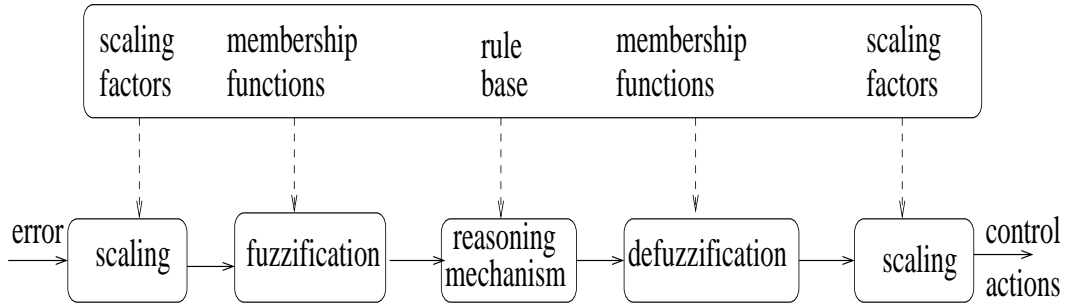 scaling membership rule membership scaling
factors functions base functions factors
error scaling fuzzification reasoning mechanism defuzzification scaling control actions